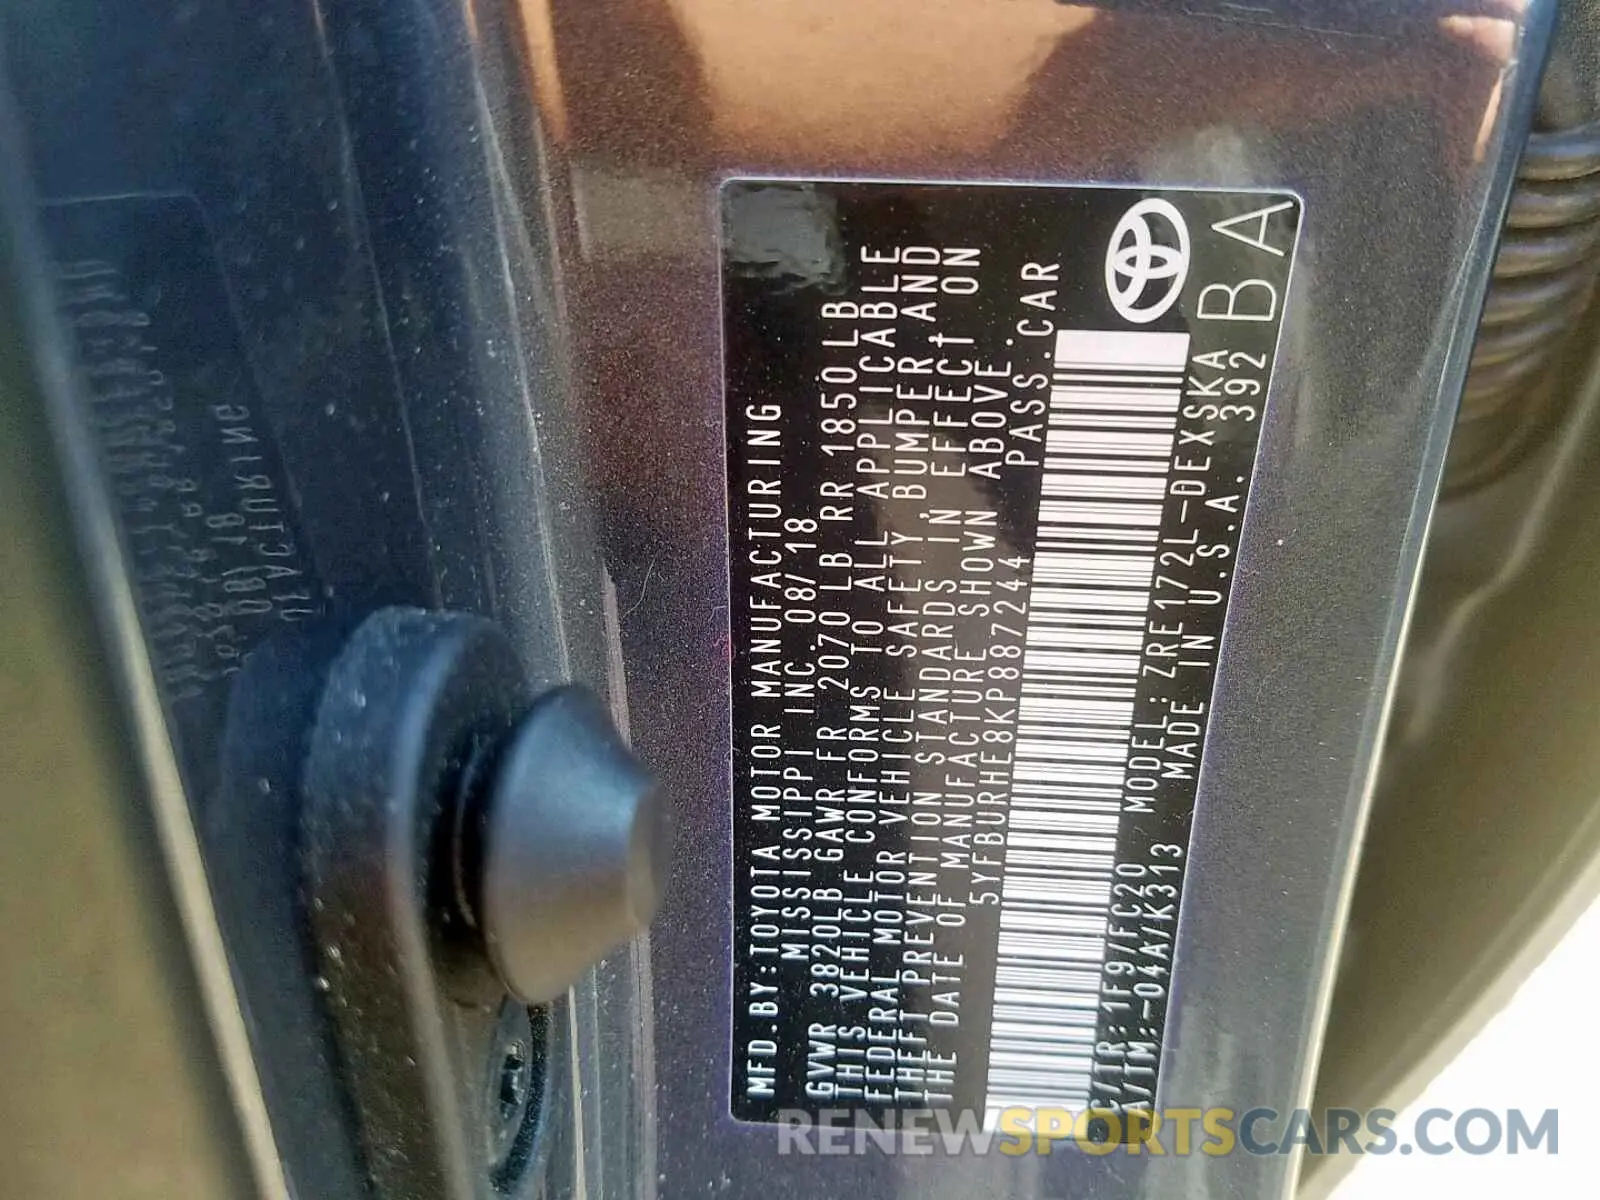 MFD.BY:TOYOTA MOTOR MANUFACTURING
MISSISSIPPI INC. 08/18
GVWR 3820LB GAWR FR 2070 LB RR 1850 LB
THIS VEHICLE CONFORMS TO ALL APPLICABLE
FEDERAL MOTOR VEHICLE SAFETY, BUMPER, AND
THEFT PREVENTION STANDARDS IN EFFECT ON
THE DATE OF MANUFACTURE SHOWN ABOVE.
5YFBURHE8KP887244 PASS.CAR
C/TR:1F9/FC20 MODEL:ZRE172L-DEXSKA
A/TM:-04A/K313 MADE IN U.S.A. 392
BA
RENEWSPORTSCARS.COM